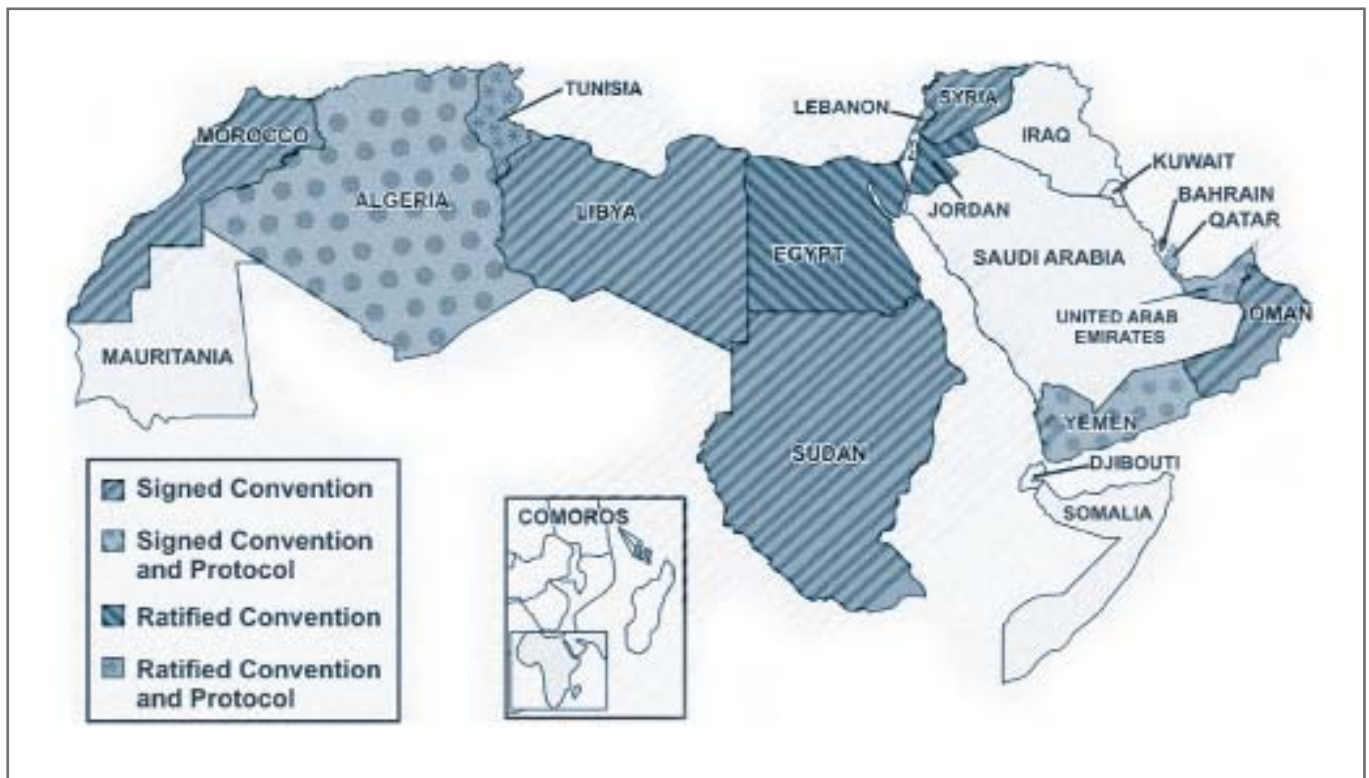 TUNISIA
LEBANON
SYRIA
MOROCCO
IRAQ
KUWAIT
BAHRAIN
QATAR
ALGERIA
LIBYA
JORDAN
EGYPT
SAUDI ARABIA
UNITED ARAB
EMIRATES
OMAN
MAURITANIA
YEMEN
SUDAN
DJIBOUTI
SOMALIA
Signed Convention
Signed Convention
and Protocol
Ratified Convention
Ratified Convention
and Protocol
COMOROS